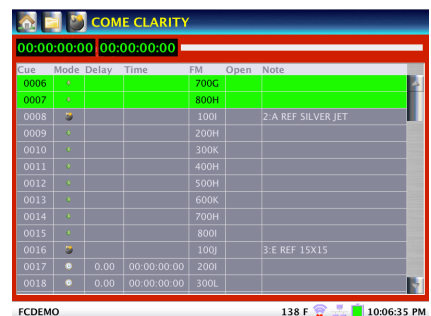 COME CLARITY
00:00:00:00 00:00:00:00
Cue Mode Delay Time FM Open Note
0006 700G
0007 800H
0008 100I 2:A REF SILVER JET
0009 200H
0010 300K
0011 400H
0012 500H
0013 600K
0014 700H
0015 800I
0016 100J 3:E REF 15X15
0017 0.00 00:00:00:00 200I
0018 0.00 00:00:00:00 300L
FCDEMO 138 F 10:06:35 PM